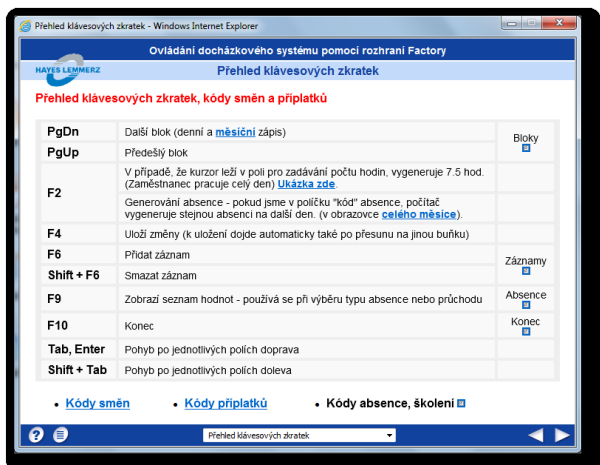 Přehled klávesových zkratek - Windows Internet Explorer
Ovládání docházkového systému pomocí rozhraní Factory
HAYES LEMMERZ
Přehled klávesových zkratek
Přehled klávesových zkratek, kódy směn a příplatků
PgDn Další blok (denní a měsíční zápis)
Bloky
PgUp Předešlý blok
F2
V případě, že kurzor leží v poli pro zadávání počtu hodin, vygeneruje 7.5 hod.
(Zaměstnanec pracuje celý den) Ukázka zde.
Generování absence - pokud jsme v políčku "kód" absence, počítač
vygeneruje stejnou absenci na další den. (v obrazovce celého měsíce).
F4 Uloží změny (k uložení dojde automaticky také po přesunu na jinou buňku)
F6 Přidat záznam
Záznamy
Shift + F6 Smazat záznam
F9 Zobrazí seznam hodnot - používá se při výběru typu absence nebo průchodu Absence
F10 Konec Konec
Tab, Enter Pohyb po jednotlivých polích doprava
Shift + Tab Pohyb po jednotlivých polích doleva
• Kódy směn • Kódy příplatků • Kódy absence, školení
Přehled klávesových zkratek